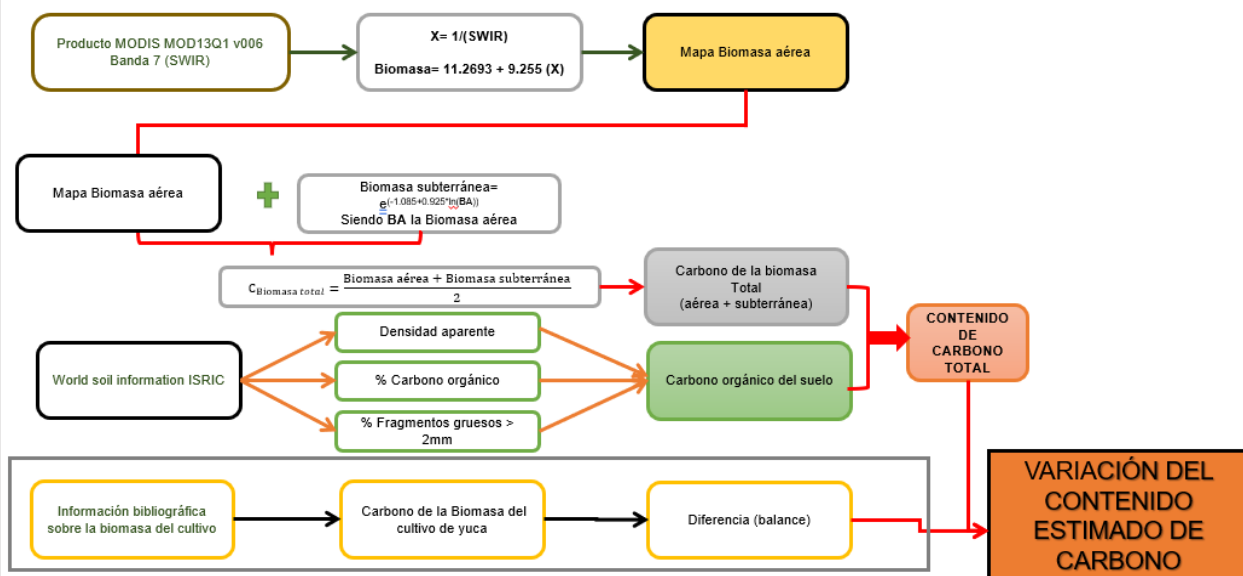 Producto MODIS MOD13Q1 v006
Banda 7 (SWIR)
X= 1/(SWIR)
Biomasa= 11.2693 + 9.255 (X)
Mapa Biomasa aérea
Mapa Biomasa aérea
Biomasa subterránea=
e(-1.085+0.925*ln(BA))
Siendo BA la Biomasa aérea
CBiomasa total = Biomasa aérea + Biomasa subterránea / 2
Carbono de la biomasa
Total
(aérea + subterránea)
World soil information ISRIC
Densidad aparente
% Carbono orgánico
% Fragmentos gruesos >
2mm
Carbono orgánico del suelo
CONTENIDO
DE
CARBONO
TOTAL
Información bibliográfica
sobre la biomasa del cultivo
Carbono de la Biomasa del
cultivo de yuca
Diferencia (balance)
VARIACIÓN DEL
CONTENIDO
ESTIMADO DE
CARBONO